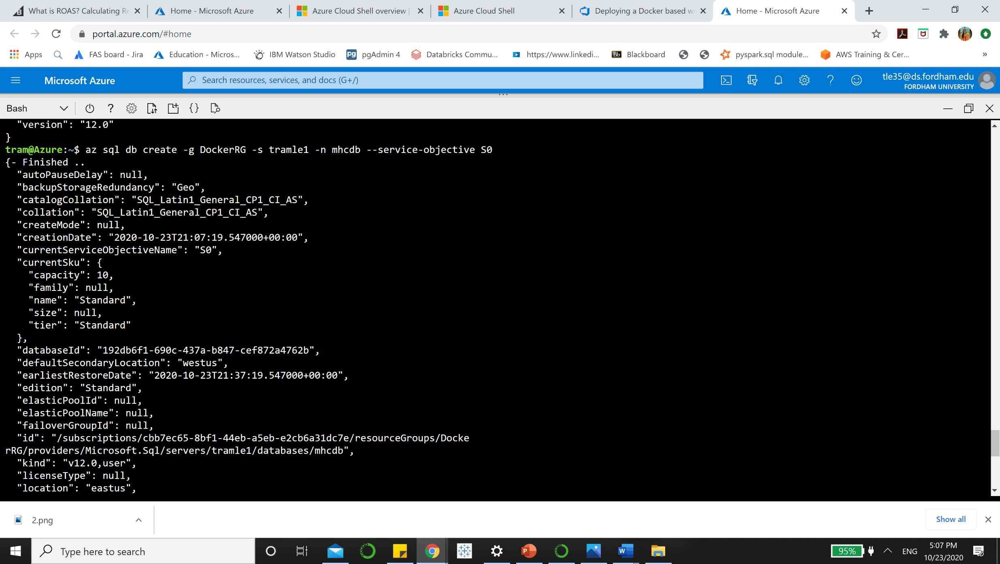 What is ROAS? Calculating Re
Home - Microsoft Azure
Azure Cloud Shell overview |
Azure Cloud Shell
Deploying a Docker based w
Home - Microsoft Azure
portal.azure.com/#home
Apps
FAS board - Jira
Education - Micros...
IBM Watson Studio
pgAdmin 4
Databricks Commu...
https://www.linkedi...
Bb Blackboard
pyspark.sql module...
AWS Training & Cer...
»
Microsoft Azure
Search resources, services, and docs (G+/)
tle35@ds.fordham.edu
FORDHAM UNIVERSITY
Bash
"version": "12.0"
}
tram@Azure:~$ az sql db create -g DockerRG -s tramle1 -n mhcdb --service-objective S0
{- Finished ..
"autoPauseDelay": null,
"backupStorageRedundancy": "Geo",
"catalogCollation": "SQL_Latin1_General_CP1_CI_AS",
"collation": "SQL_Latin1_General_CP1_CI_AS",
"createMode": null,
"creationDate": "2020-10-23T21:07:19.547000+00:00",
"currentServiceObjectiveName": "S0",
"currentSku": {
"capacity": 10,
"family": null,
"name": "Standard",
"size": null,
"tier": "Standard"
},
"databaseId": "192db6f1-690c-437a-b847-cef872a4762b",
"defaultSecondaryLocation": "westus",
"earliestRestoreDate": "2020-10-23T21:37:19.547000+00:00",
"edition": "Standard",
"elasticPoolId": null,
"elasticPoolName": null,
"failoverGroupId": null,
"id": "/subscriptions/cbb7ec65-8bf1-44eb-a5eb-e2cb6a31dc7e/resourceGroups/Docke
rRG/providers/Microsoft.Sql/servers/tramle1/databases/mhcdb",
"kind": "v12.0,user",
"licenseType": null,
"location": "eastus",
2.png
Show all
Type here to search
95%
ENG
5:07 PM
10/23/2020